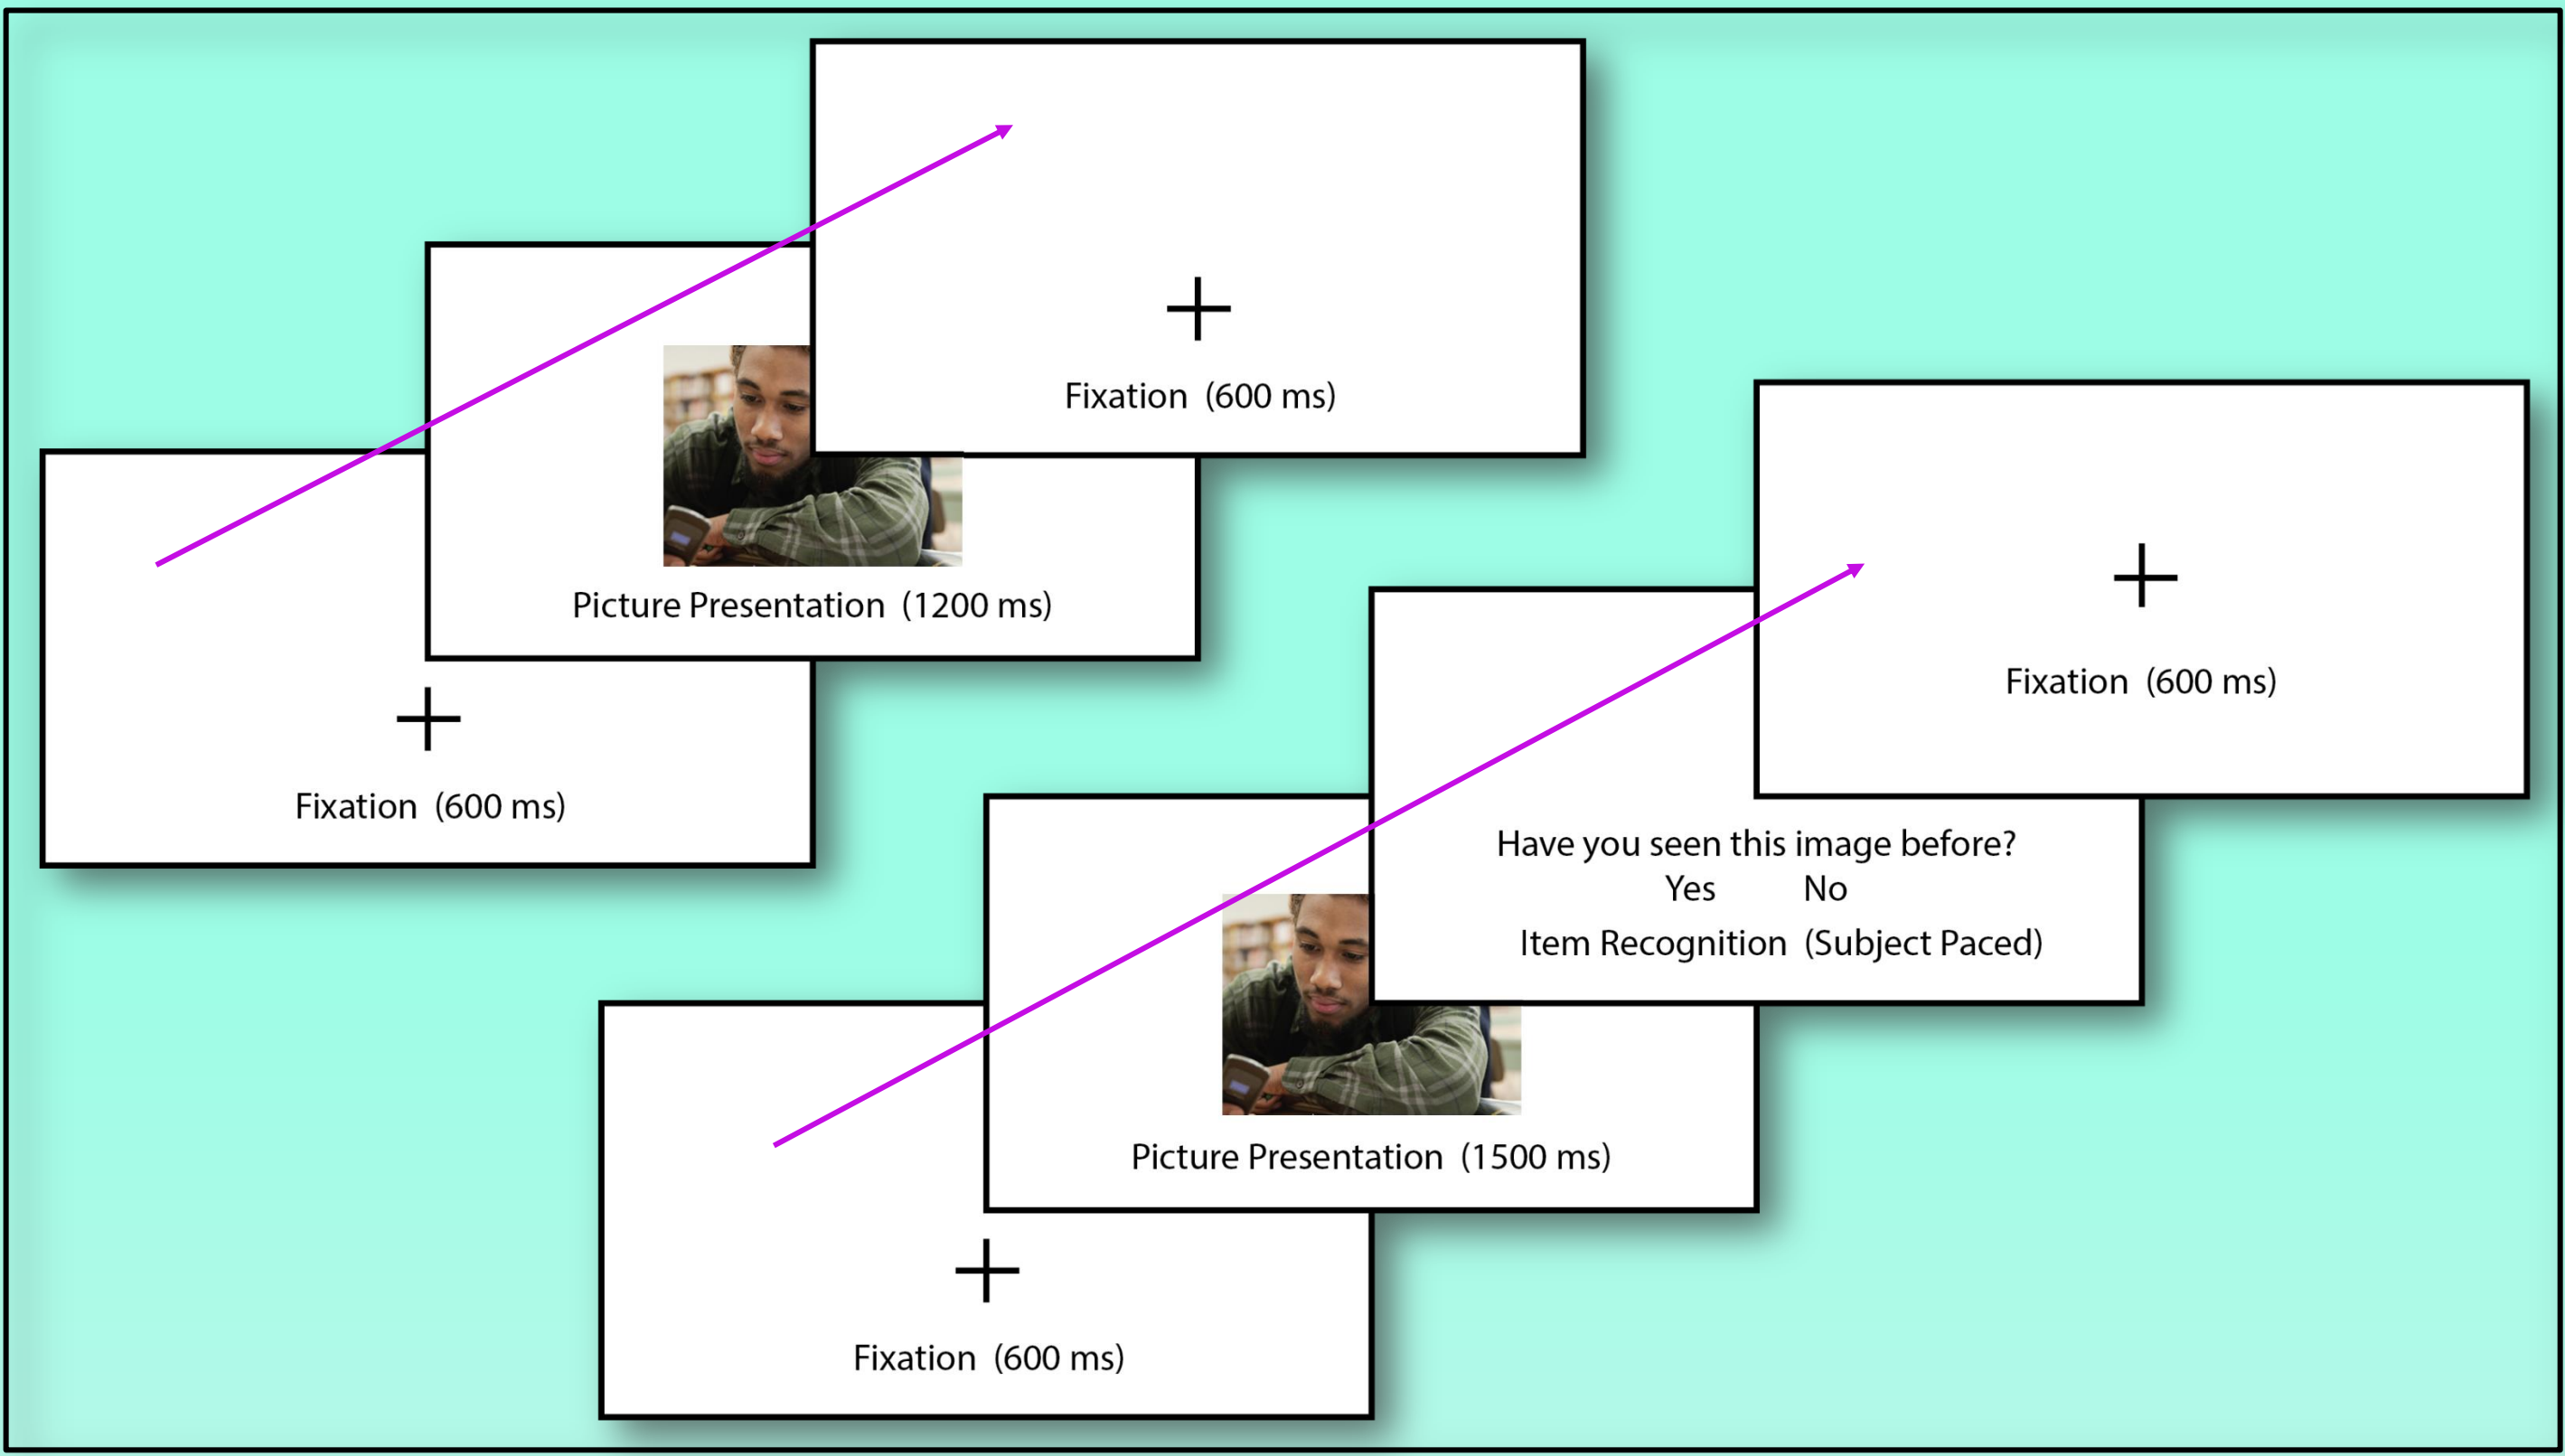 Fixation (600 ms)
Picture Presentation (1200 ms)
Fixation (600 ms)
Fixation (600 ms)
Picture Presentation (1500 ms)
Have you seen this image before?
Yes No
Item Recognition (Subject Paced)
Fixation (600 ms)